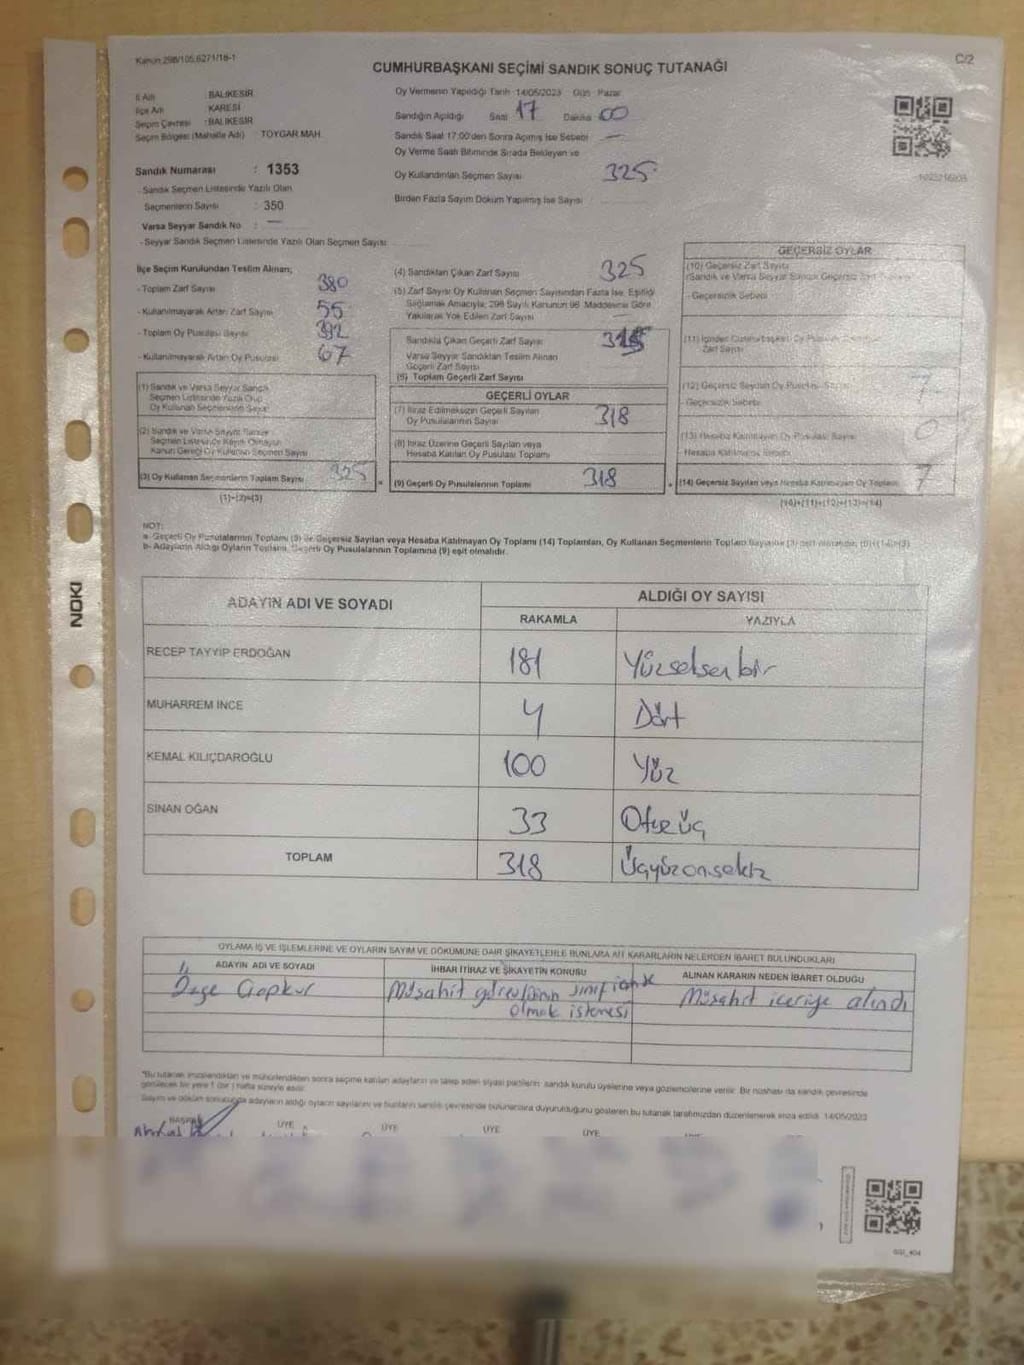 Kanun 298/105,6271/18-1
C/2
CUMHURBAŞKANI SEÇİMİ SANDIK SONUÇ TUTANAĞI
İl Adı : BALIKESİR
İlçe Adı : KARESİ
Seçim Çevresi : BALIKESİR
Seçim Bölgesi (Mahalle Adı) : TOYGAR MAH.
Sandık Numarası : 1353
Sandık Seçmen Listesinde Yazılı Olan
Seçmenlerin Sayısı : 350
Varsa Seyyar Sandık No : —
- Seyyar Sandık Seçmen Listesinde Yazılı Olan Seçmen Sayısı
Oy Vermenin Yapıldığı Tarih :14/05/2023 Gün : Pazar
Sandığın Açıldığı Saat 17 Dakika 00
Sandık Saat 17:00'den Sonra Açılmış İse Sebebi —
Oy Verme Saati Bitiminde Sırada Bekleyen ve
Oy Kullandırılan Seçmen Sayısı 325
Birden Fazla Sayım Döküm Yapılmış İse Sayısı
İlçe Seçim Kurulundan Teslim Alınan;
- Toplam Zarf Sayısı 380
- Kullanılmayarak Artan Zarf Sayısı 55
- Toplam Oy Pusulası Sayısı 392
- Kullanılmayarak Artan Oy Pusulası 67
(1) Sandık ve Varsa Seyyar Sandık
Seçmen Listesinde Yazılı Olup
Oy Kullanan Seçmenlerin Sayısı
(2) Sandık ve Varsa Seyyar Sandık
Seçmen Listesinde Kayıtlı Olmayan
Kanun Gereği Oy Kullanan Seçmen Sayısı
(3) Oy Kullanan Seçmenlerin Toplam Sayısı 325
(1)+(2)=(3)
(4) Sandıktan Çıkan Zarf Sayısı 325
(5) Zarf Sayısı Oy Kullanan Seçmen Sayısından Fazla İse, Eşitliği
Sağlamak Amacıyla; 298 Sayılı Kanunun 98. Maddesine Göre
Yakılarak Yok Edilen Zarf Sayısı —
Sandıkta Çıkan Geçerli Zarf Sayısı
Varsa Seyyar Sandıktan Teslim Alınan
Geçerli Zarf Sayısı
(6) Toplam Geçerli Zarf Sayısı
GEÇERLİ OYLAR
(7) İtiraz Edilmeksizin Geçerli Sayılan
Oy Pusulalarının Sayısı 318
(8) İtiraz Üzerine Geçerli Sayılan veya
Hesaba Katılan Oy Pusulası Toplamı
(9) Geçerli Oy Pusulalarının Toplamı 318
GEÇERSİZ OYLAR
(10) Geçersiz Zarf Sayısı
(Sandık ve Varsa Seyyar Sandık Geçersiz Zarf
- Geçersizlik Sebebi
Zarf Sayısı
(12) Geçersiz Sayılan Oy Pusulası Sayısı 7
- Geçersizlik Sebebi
(13) Hesaba Katılmayan Oy Pusulası Sayısı 0
Hesaba Katılmama Sebebi
(14) Geçersiz Sayılan veya Hesaba Katılmayan Oy Toplamı 7
(10)+(11)+(12)+(13)=(14)
NOT:
a- Geçerli Oy Pusulalarının Toplamı (9) ile Geçersiz Sayılan veya Hesaba Katılmayan Oy Toplamı (14) Toplamları, Oy Kullanan Seçmenlerin Toplam Sayısına (3) eşit olmalıdır. (9)+(14)=(3)
b- Adayların Aldığı Oyların Toplamı, Geçerli Oy Pusulalarının Toplamına (9) eşit olmalıdır.
ADAYIN ADI VE SOYADI
ALDIĞI OY SAYISI
RAKAMLA
YAZIYLA
RECEP TAYYİP ERDOĞAN 181 Yüzseksenbir
MUHARREM İNCE 4 Dört
KEMAL KILIÇDAROĞLU 100 Yüz
SİNAN OĞAN 33 Otuzüç
TOPLAM 318 Üçyüzonsekiz
OYLAMA İŞ VE İŞLEMLERİNE VE OYLARIN SAYIM VE DÖKÜMÜNE DAİR ŞİKAYETLERLE BUNLARA AİT KARARLARIN NELERDEN İBARET BULUNDUKLARI
ADAYIN ADI VE SOYADI
İHBAR İTİRAZ VE ŞİKAYETİN KONUSU
ALINAN KARARIN NEDEN İBARET OLDUĞU
Müşahit sınıf içinde
olmak istemesi
Müşahit içeriye alındı
"Bu tutanak imzalandıktan ve mühürlendikten sonra seçime katılan adayların ve talep eden siyasi partilerin sandık kurulu üyelerine veya gözlemcilerine verilir. Bir nüshası da sandık çevresinde
görülecek bir yere 1 (bir ) hafta süreyle asılır.
Sayım ve döküm sonucunda adayların aldığı oyların sayılarını ve bunların sandık çevresinde bulunanlara duyurulduğunu gösteren bu tutanak tarafımızdan düzenlenerek imza edildi. 14/05/2023
BAŞKAN
ÜYE
ÜYE
ÜYE
ÜYE
NOKI